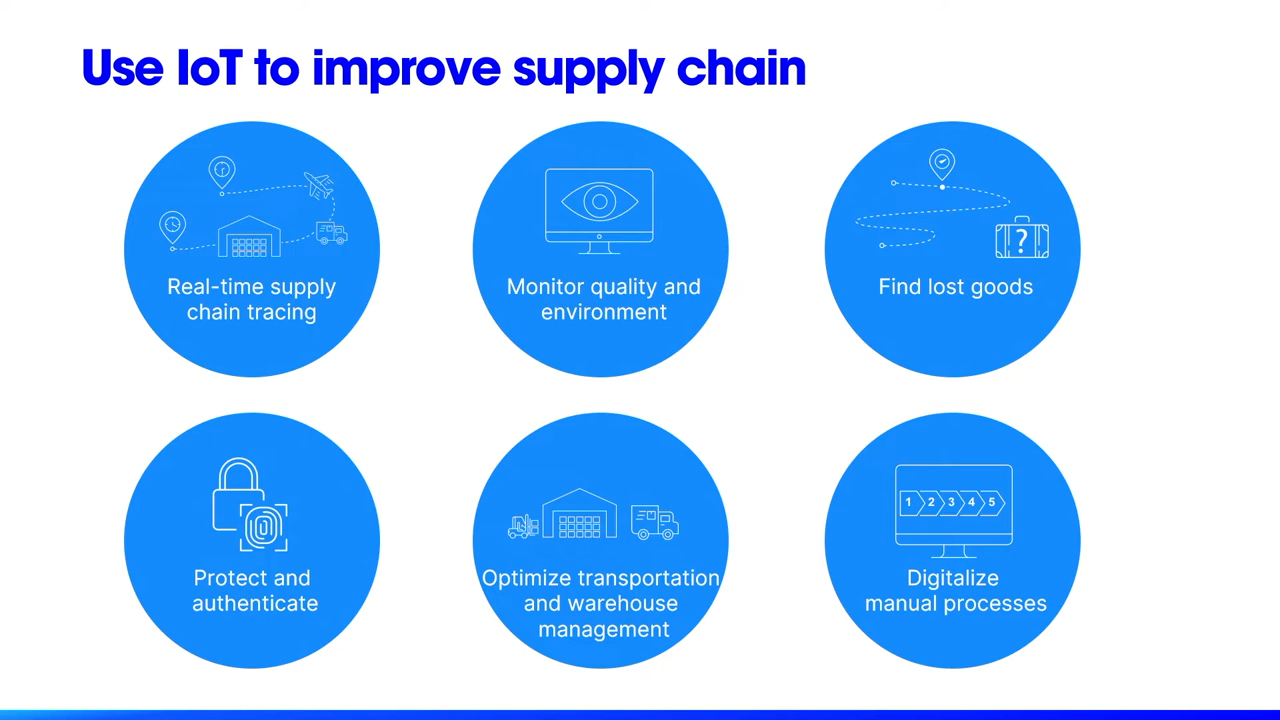 Use IoT to improve supply chain
Real-time supply
chain tracing
Monitor quality and
environment
?
Find lost goods
Protect and
authenticate
Optimize transportation
and warehouse
management
1 2 3 4 5
Digitalize
manual processes